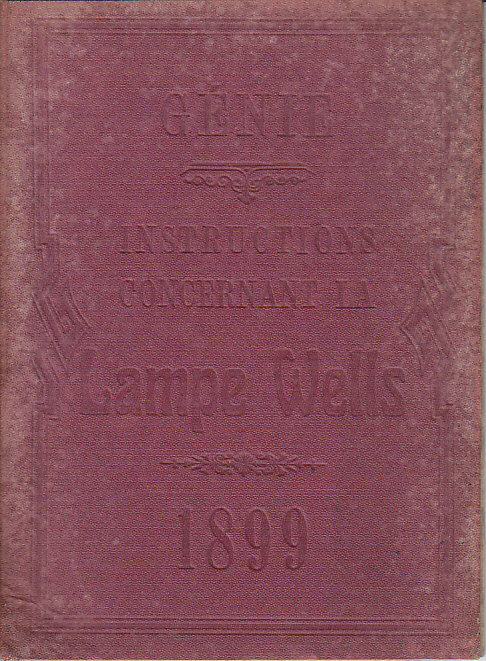 GÉNIE
INSTRUCTIONS
CONCERNANT LA
Lampe Wells
1899